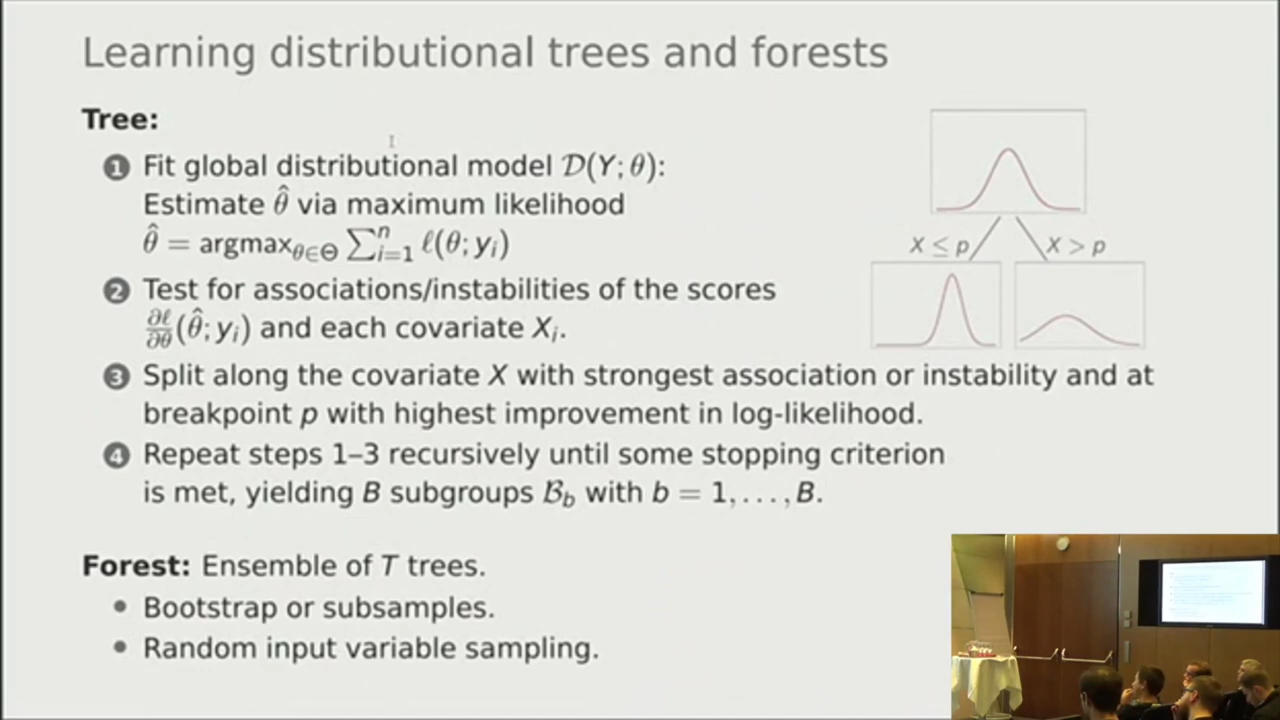 Learning distributional trees and forests
Tree:
1 Fit global distributional model 𝒟(Y; θ):
Estimate θ̂ via maximum likelihood
θ̂ = argmax_{θ∈Θ} ∑_{i=1}^{n} ℓ(θ; y_i)
2 Test for associations/instabilities of the scores
∂ℓ/∂θ(θ̂; y_i) and each covariate X_i.
X ≤ p
X > p
3 Split along the covariate X with strongest association or instability and at
breakpoint p with highest improvement in log-likelihood.
4 Repeat steps 1–3 recursively until some stopping criterion
is met, yielding B subgroups ℬ_b with b = 1, . . . , B.
Forest: Ensemble of T trees.
• Bootstrap or subsamples.
• Random input variable sampling.